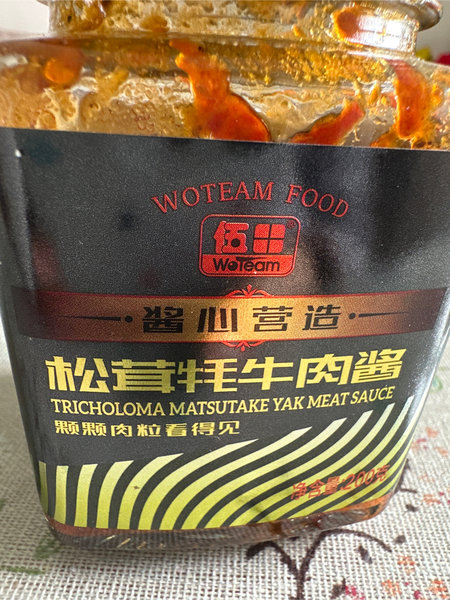 WOTEAM FOOD
伍田
WoTeam
酱心营造
松茸牦牛肉酱
TRICHOLOMA MATSUTAKE YAK MEAT SAUCE
颗颗肉粒看得见
净含量:200克